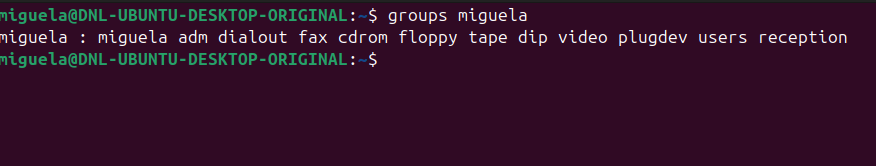 miguela@DNL-UBUNTU-DESKTOP-ORIGINAL:~$ groups miguela
miguela : miguela adm dialout fax cdrom floppy tape dip video plugdev users reception
miguela@DNL-UBUNTU-DESKTOP-ORIGINAL:~$